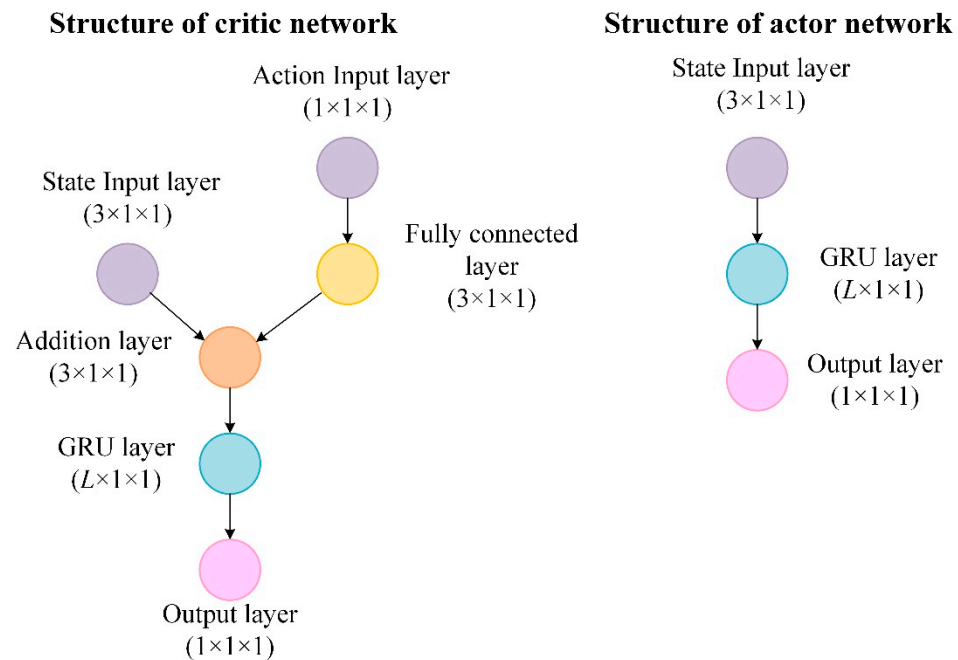 Structure of critic network
Action Input layer
(1×1×1)
State Input layer
(3×1×1)
Fully connected
layer
(3×1×1)
Addition layer
(3×1×1)
GRU layer
(L×1×1)
Output layer
(1×1×1)
Structure of actor network
State Input layer
(3×1×1)
GRU layer
(L×1×1)
Output layer
(1×1×1)